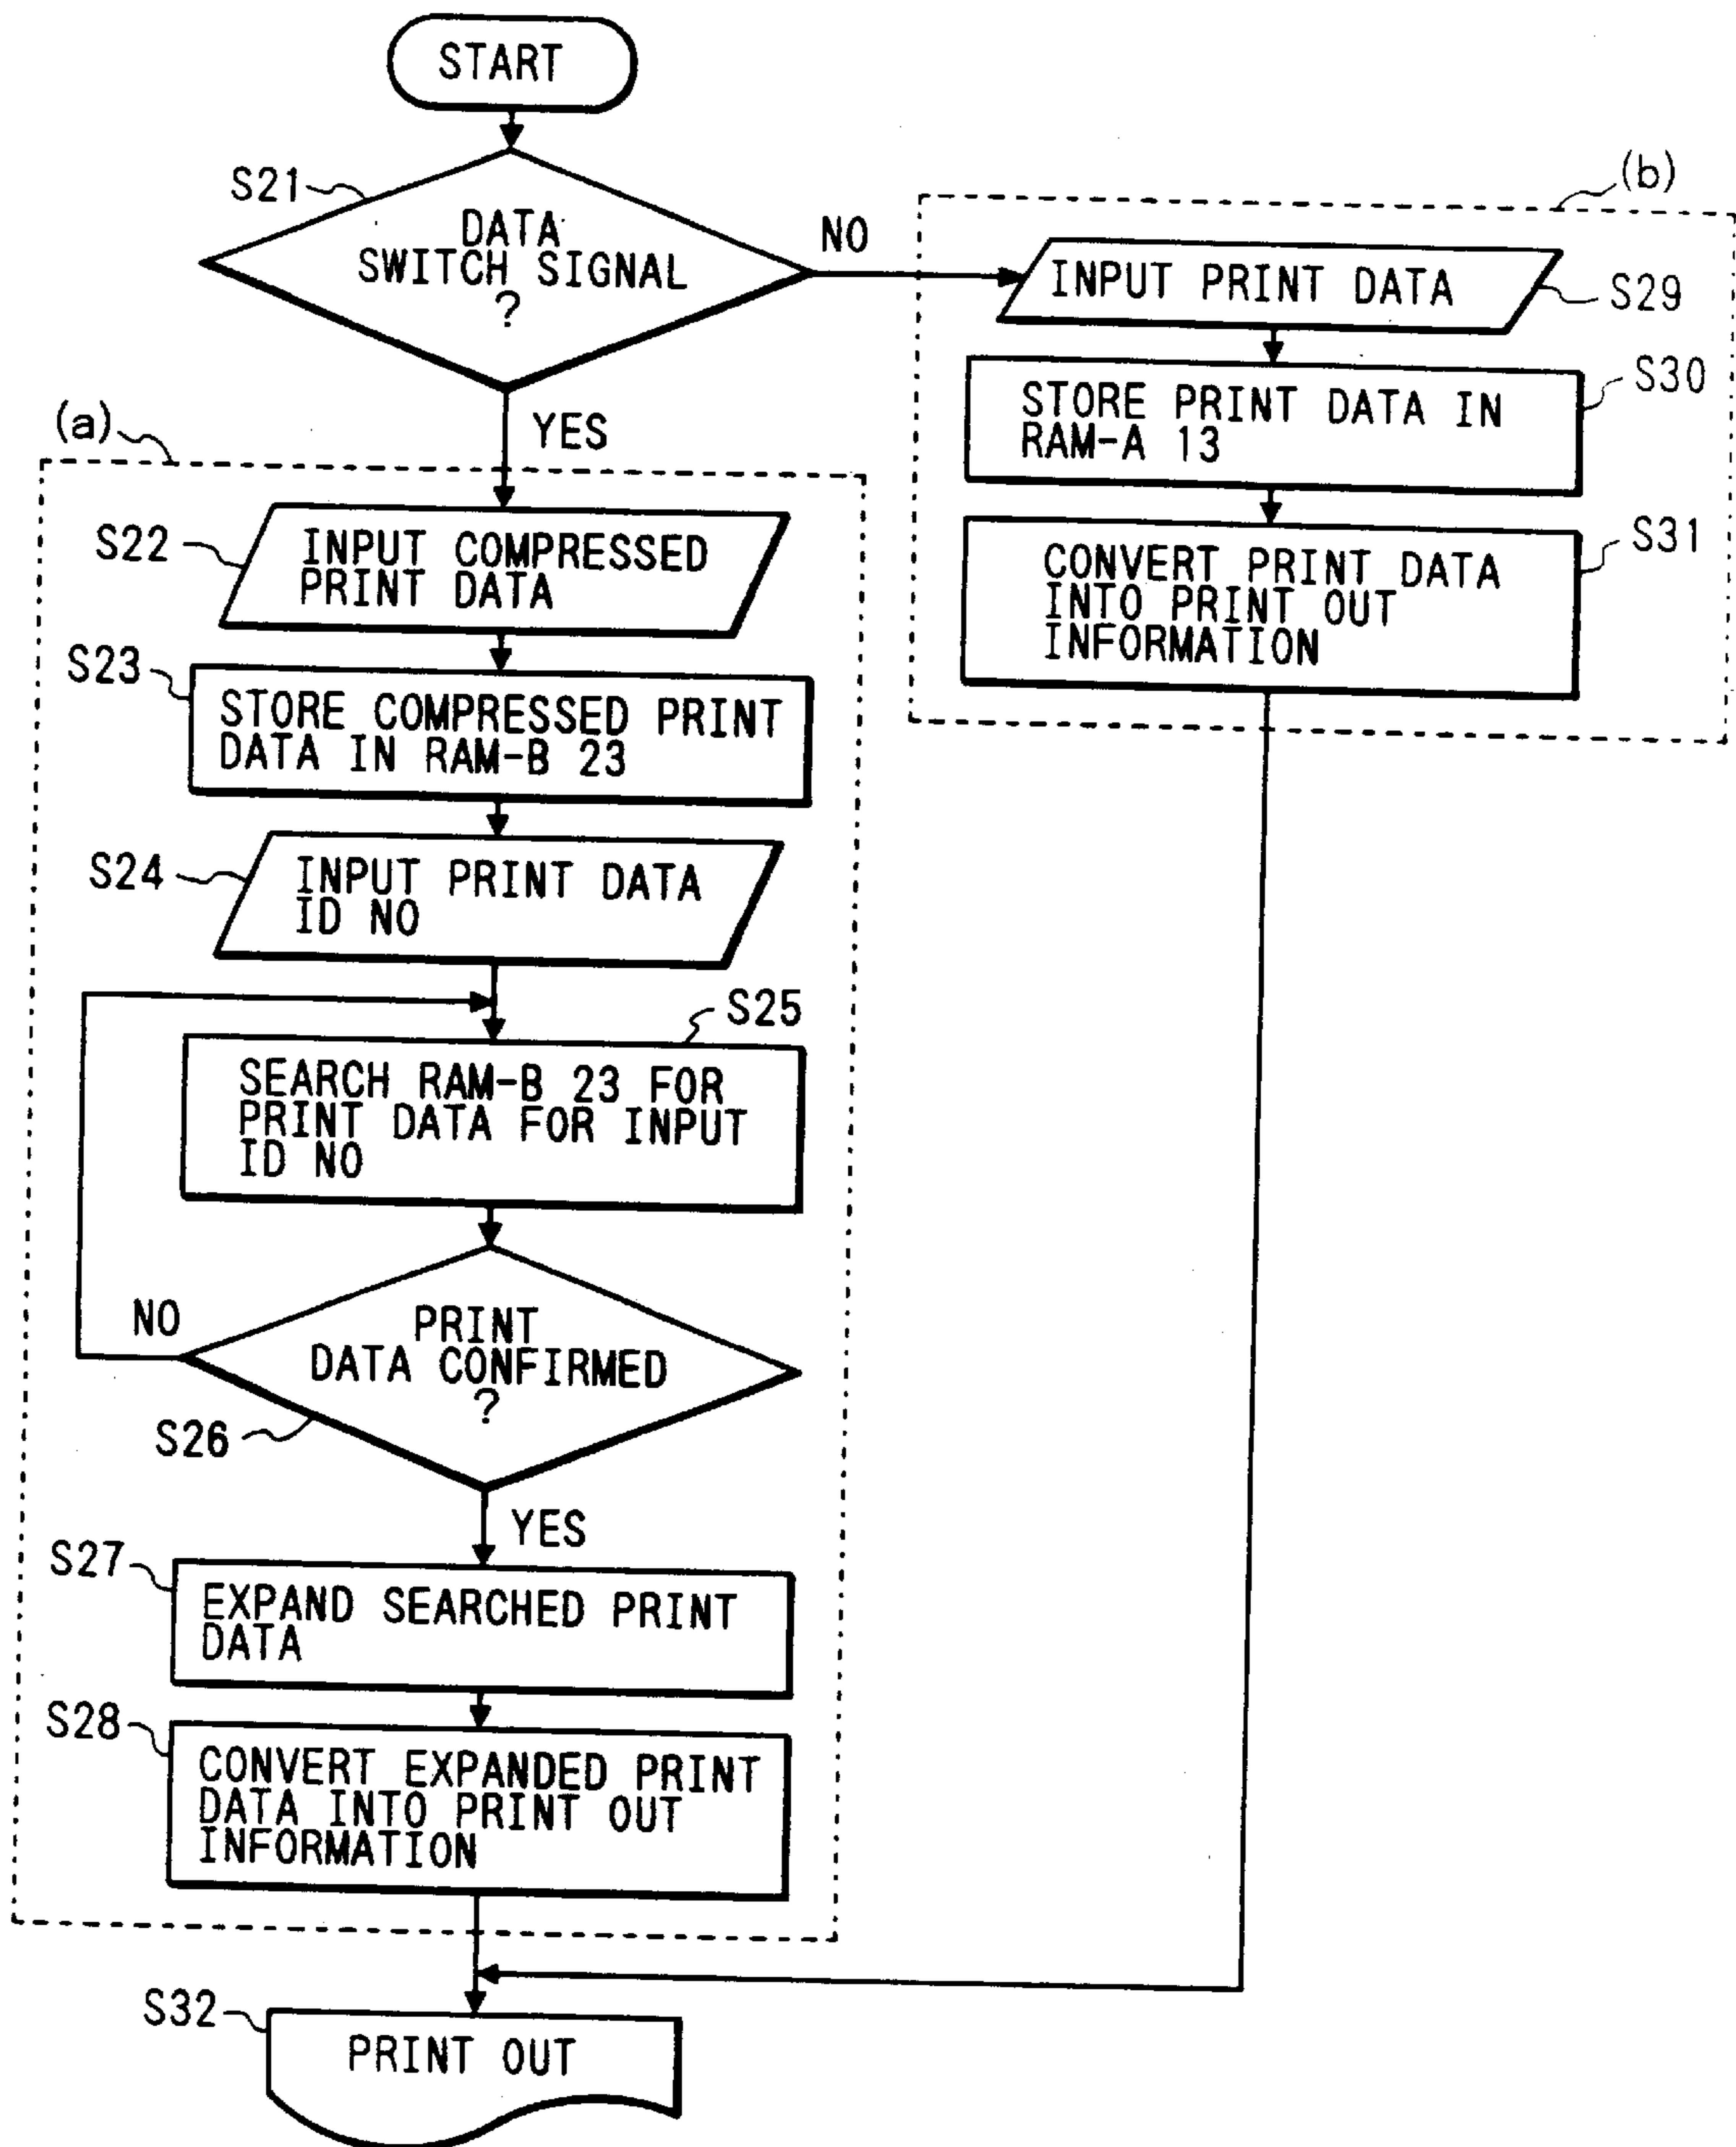 START
S21
DATA
SWITCH SIGNAL
?
NO
YES
(a)
S22
INPUT COMPRESSED
PRINT DATA
S23
STORE COMPRESSED PRINT
DATA IN RAM-B 23
S24
INPUT PRINT DATA
ID NO
S25
SEARCH RAM-B 23 FOR
PRINT DATA FOR INPUT
ID NO
NO
PRINT
DATA CONFIRMED
?
S26
YES
S27
EXPAND SEARCHED PRINT
DATA
S28
CONVERT EXPANDED PRINT
DATA INTO PRINT OUT
INFORMATION
(b)
INPUT PRINT DATA
S29
S30
STORE PRINT DATA IN
RAM-A 13
S31
CONVERT PRINT DATA
INTO PRINT OUT
INFORMATION
S32
PRINT OUT